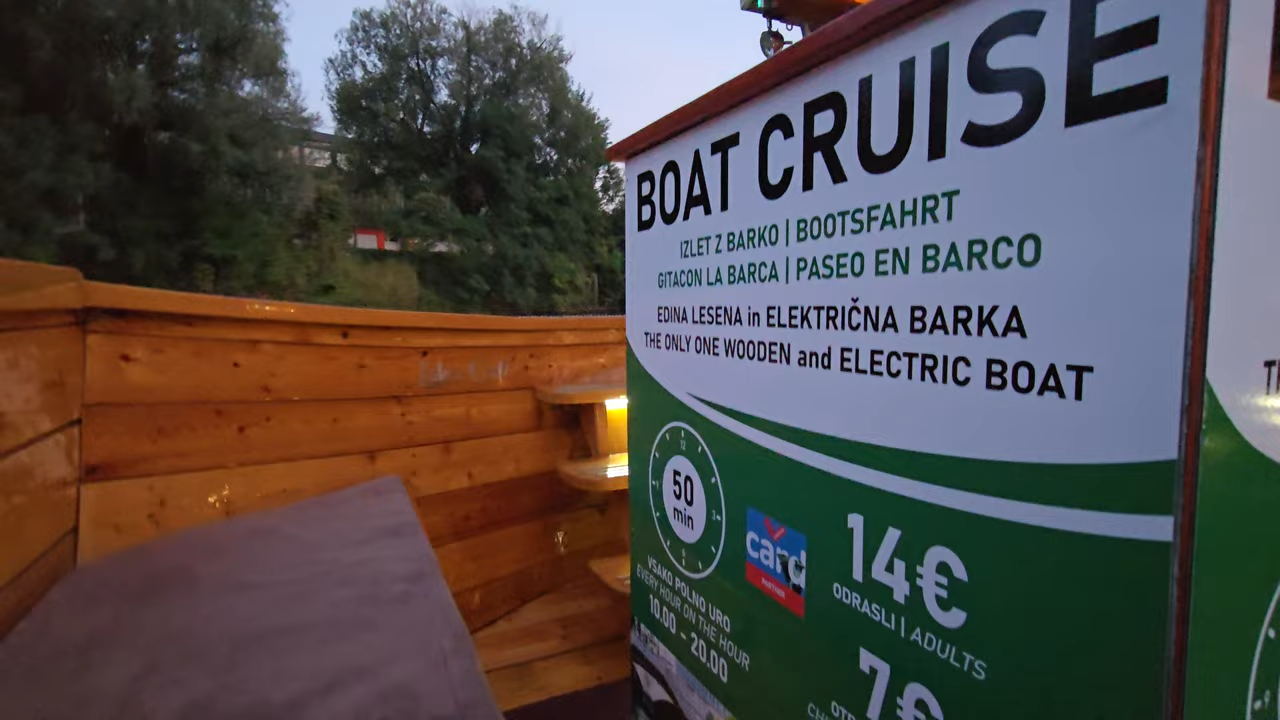 BOAT CRUISE
IZLET Z BARKO | BOOTSFAHRT
GITACON LA BARCA | PASEO EN BARCO
EDINA LESENA in ELEKTRIČNA BARKA
THE ONLY ONE WOODEN and ELECTRIC BOAT
50
min
VSAKO POLNO URO
EVERY HOUR ON THE HOUR
10.00 - 20.00
card
PARTNER
14€
ODRASLI | ADULTS
7€